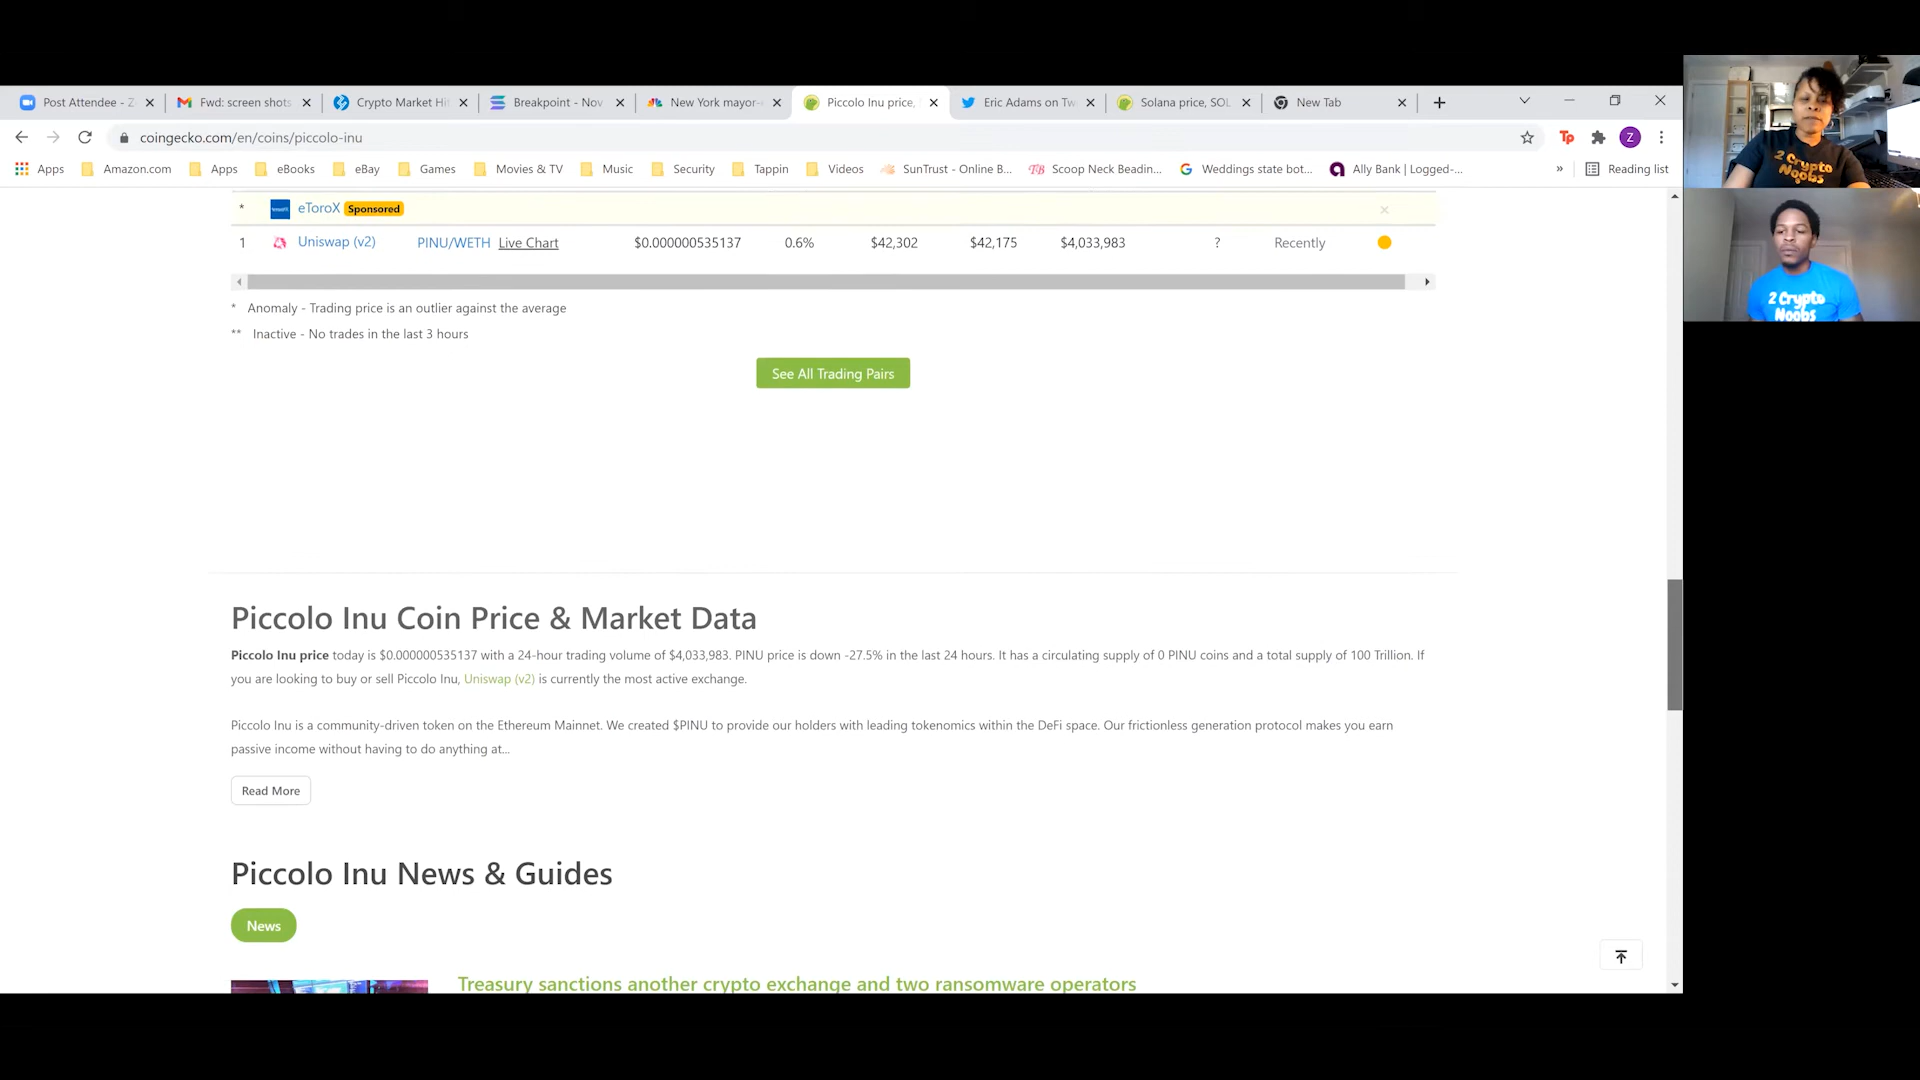 Post Attendee - Z
Fwd: screen shots
Crypto Market Hi
Breakpoint - Nov
New York mayor-
Piccolo Inu price,
Eric Adams on Tw
Solana price, SOL
New Tab
coingecko.com/en/coins/piccolo-inu
Tp
Z
Apps
Amazon.com
Apps
eBooks
eBay
Games
Movies & TV
Music
Security
Tappin
Videos
SunTrust - Online B...
Scoop Neck Beadin...
Weddings state bot...
Ally Bank | Logged-...
»
Reading list
* eToroX Sponsored
1 Uniswap (v2) PINU/WETH Live Chart $0.000000535137 0.6% $42,302 $42,175 $4,033,983 ? Recently
* Anomaly - Trading price is an outlier against the average
** Inactive - No trades in the last 3 hours
See All Trading Pairs
Piccolo Inu Coin Price & Market Data
Piccolo Inu price today is $0.000000535137 with a 24-hour trading volume of $4,033,983. PINU price is down -27.5% in the last 24 hours. It has a circulating supply of 0 PINU coins and a total supply of 100 Trillion. If
you are looking to buy or sell Piccolo Inu, Uniswap (v2) is currently the most active exchange.
Piccolo Inu is a community-driven token on the Ethereum Mainnet. We created $PINU to provide our holders with leading tokenomics within the DeFi space. Our frictionless generation protocol makes you earn
passive income without having to do anything at...
Read More
Piccolo Inu News & Guides
News
Treasury sanctions another crypto exchange and two ransomware operators
2 Crypto
Noobs
2 Crypto
Noobs